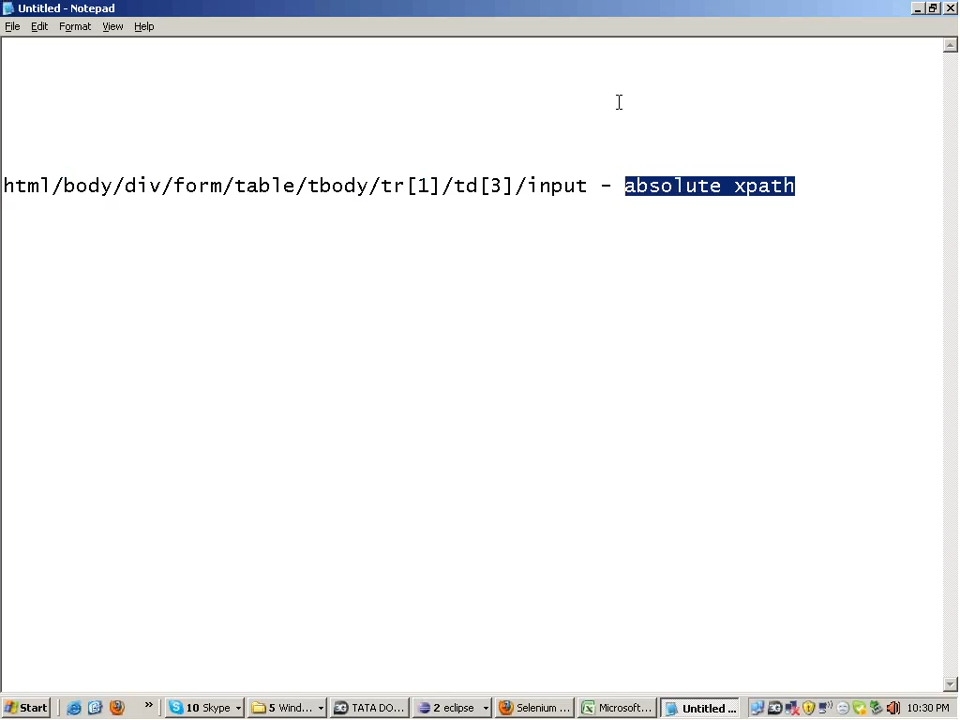 Untitled - Notepad
File Edit Format View Help
html/body/div/form/table/tbody/tr[1]/td[3]/input - absolute xpath
Start » 10 Skype 5 Wind... TATA DO... 2 eclipse Selenium ... Microsoft... Untitled ... 10:30 PM